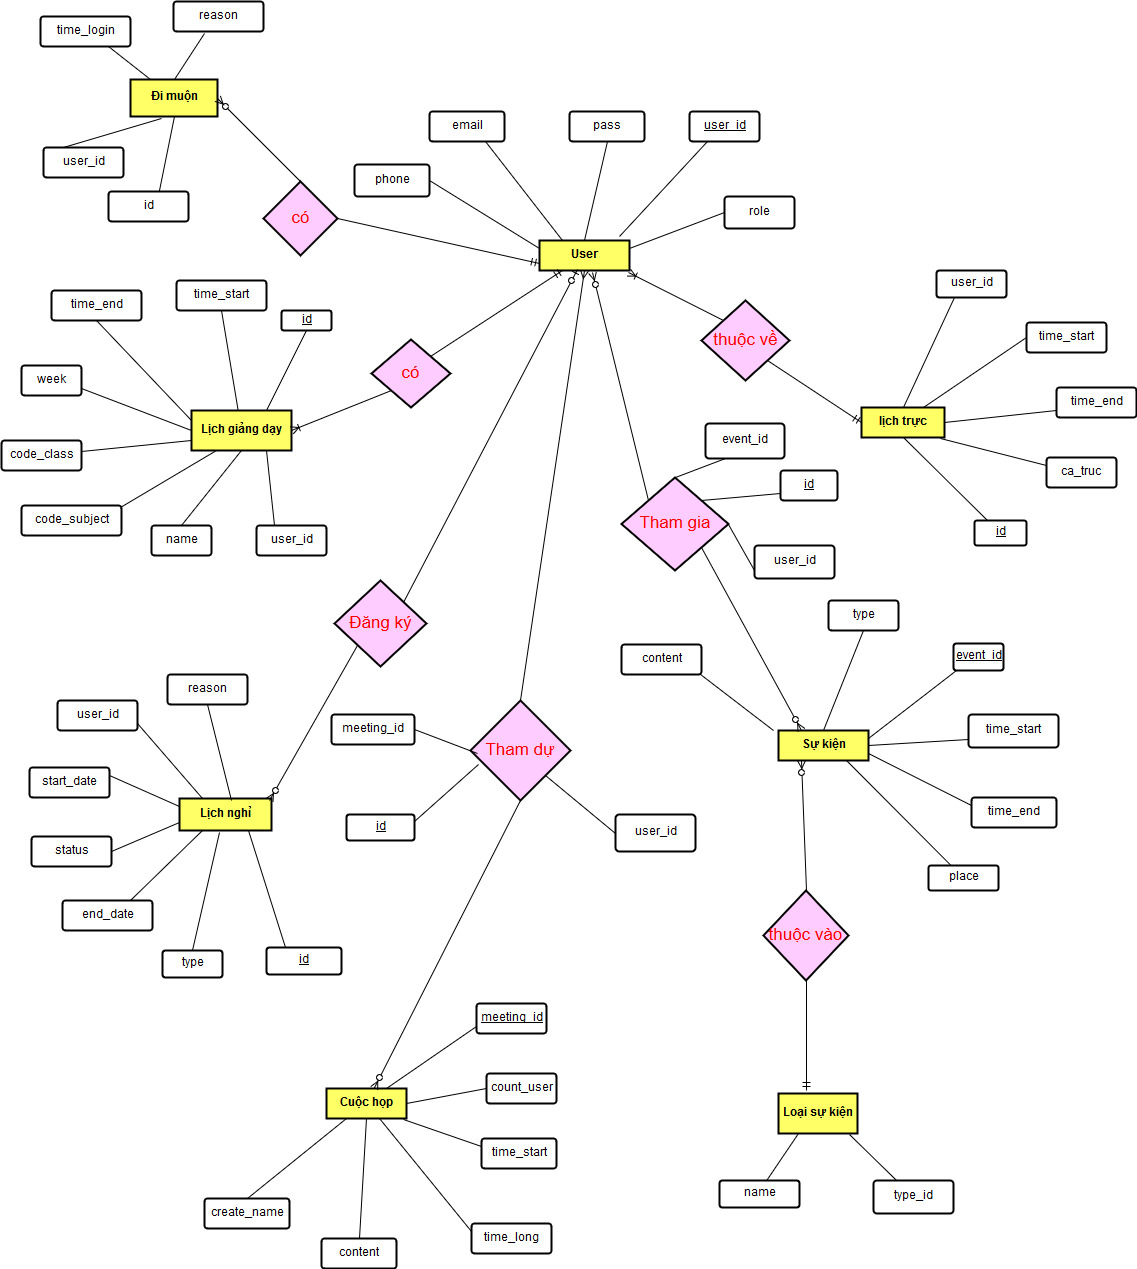 reason
time_login
Đi muộn
user_id
id
có
email
pass
user_id
phone
role
User
time_end
time_start
id
week
code_class
Lịch giảng dạy
code_subject
name
user_id
có
thuộc về
user_id
time_start
time_end
lịch trực
ca_truc
id
event_id
id
Tham gia
user_id
Đăng ký
type
content
event_id
time_start
Sự kiện
time_end
place
reason
user_id
start_date
Lịch nghỉ
status
end_date
type
id
meeting_id
Tham dự
id
user_id
thuộc vào
meeting_id
count_user
Cuộc họp
time_start
create_name
content
time_long
Loại sự kiện
name
type_id